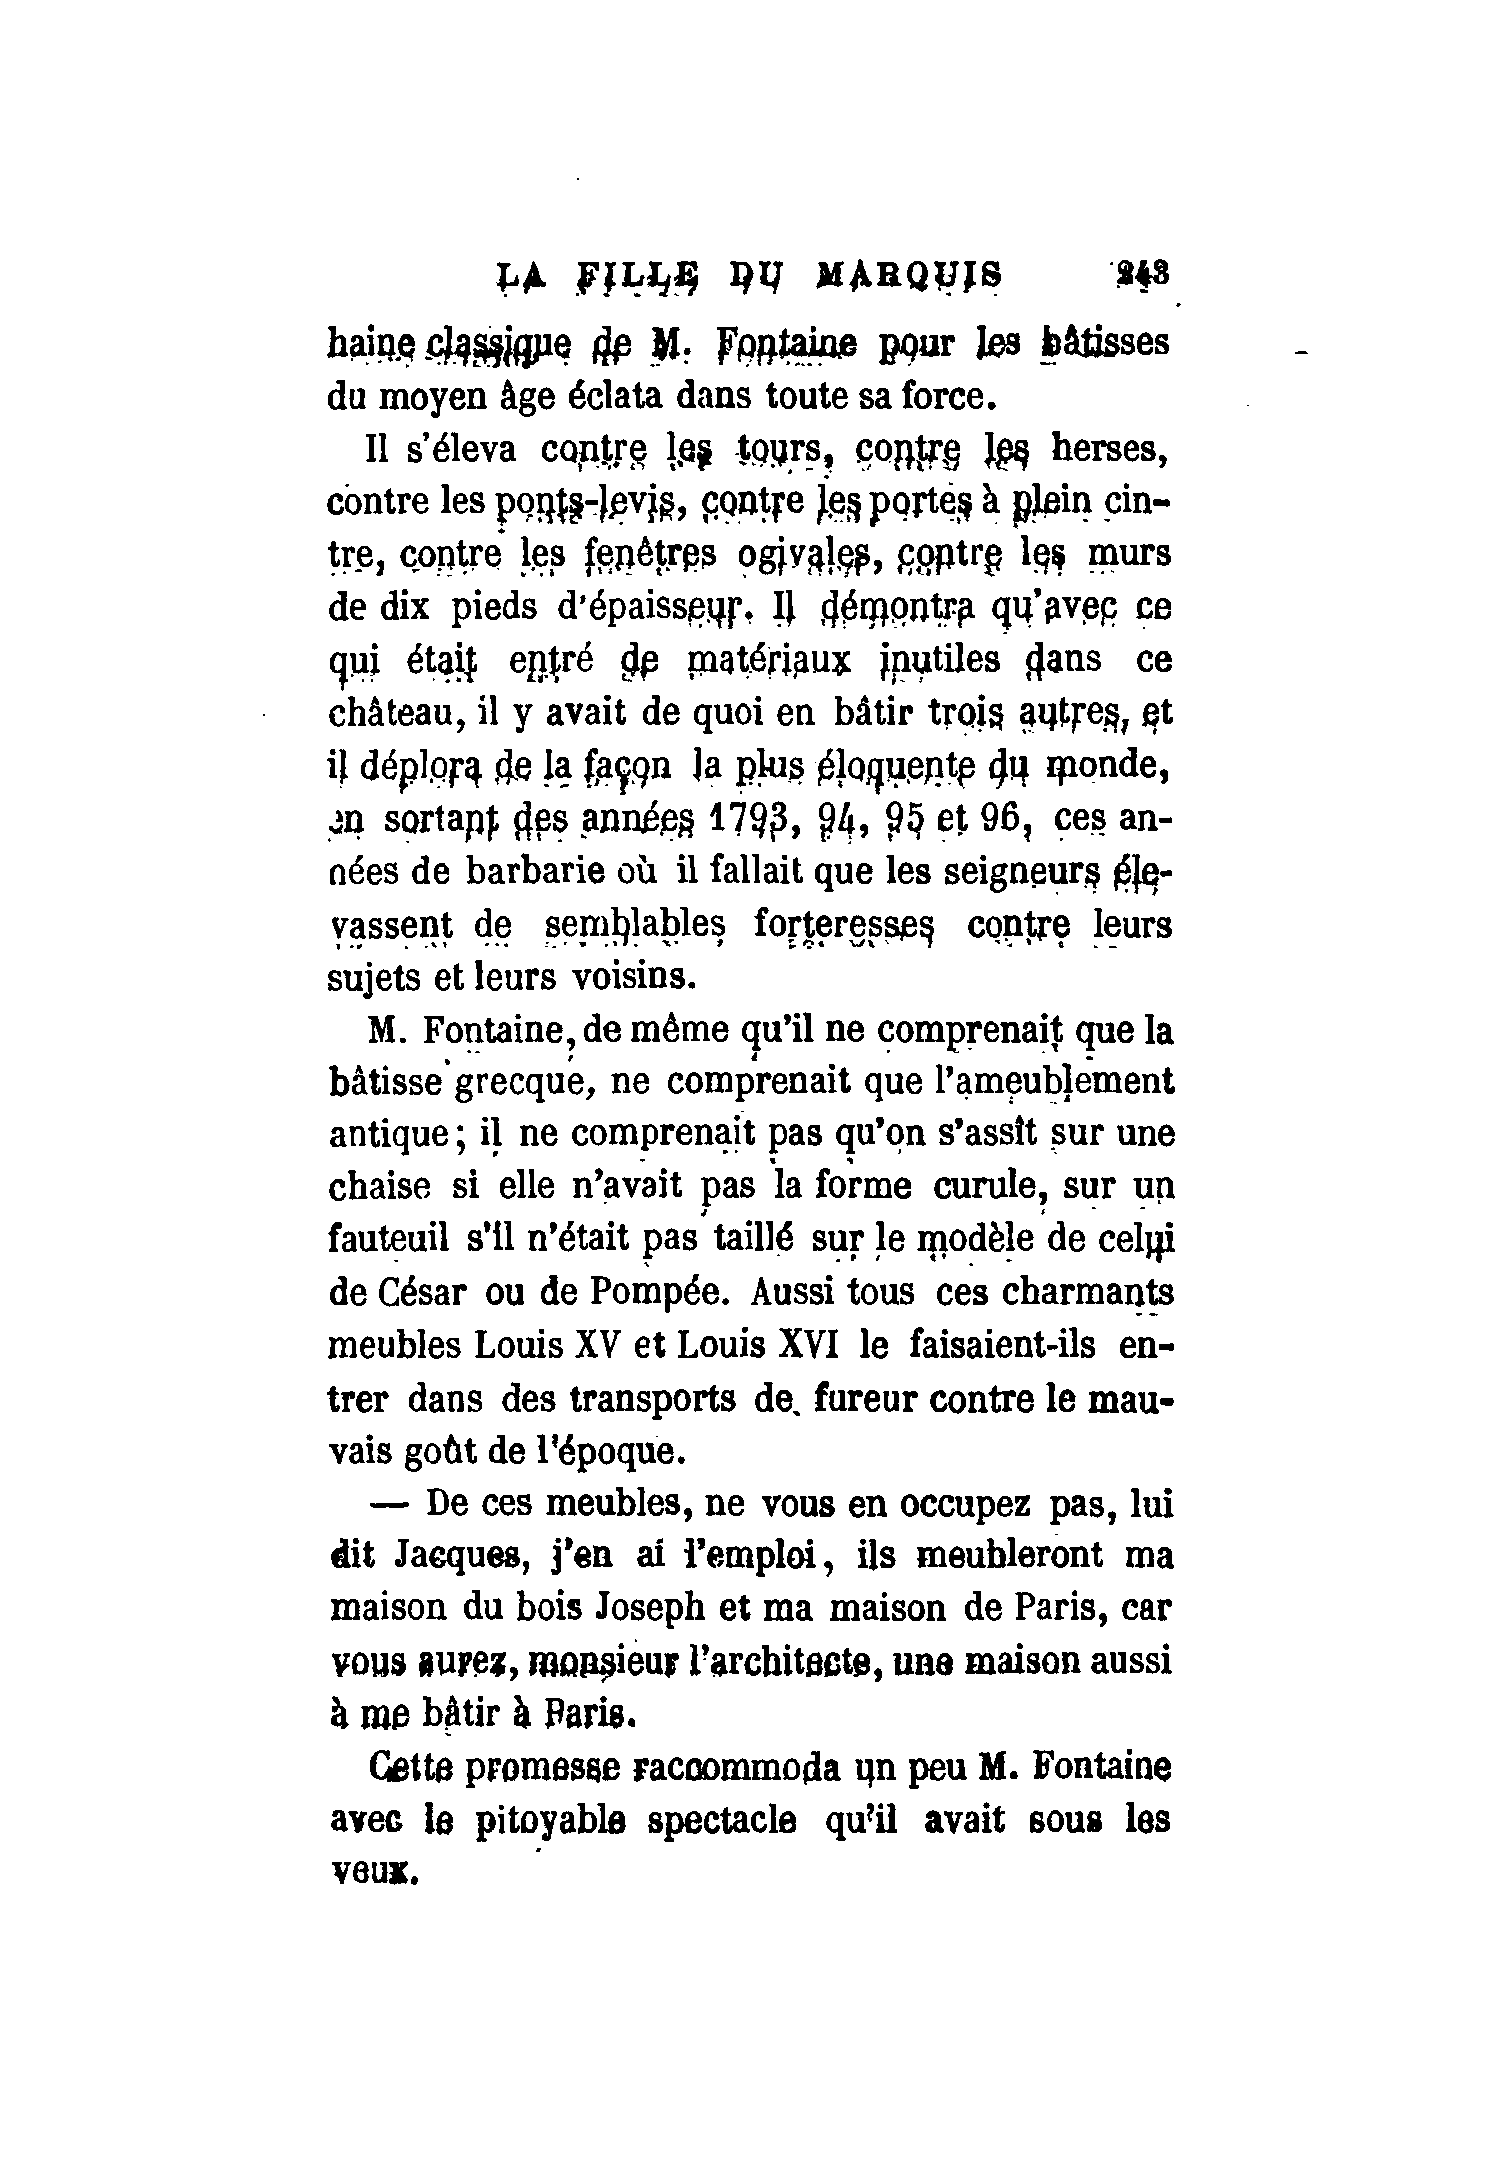 LA FILLE DU MARQUIS 243
haine classique de M. Fontaine pour les bâtisses
du moyen âge éclata dans toute sa force.
Il s'éleva contre les tours, contre les herses,
contre les ponts-levis, contre les portes à plein cin-
tre, contre les fenêtres ogivales, contre les murs
de dix pieds d'épaisseur. Il démontra qu'avec ce
qui était entré de matériaux inutiles dans ce
château, il y avait de quoi en bâtir trois autres, et
il déplora de la façon la plus éloquente du monde,
en sortant des années 1793, 94, 95 et 96, ces an-
nées de barbarie où il fallait que les seigneurs éle-
vassent de semblables forteresses contre leurs
sujets et leurs voisins.
M. Fontaine, de même qu'il ne comprenait que la
bâtisse grecque, ne comprenait que l'ameublement
antique; il ne comprenait pas qu'on s'assît sur une
chaise si elle n'avait pas la forme curule, sur un
fauteuil s'il n'était pas taillé sur le modèle de celui
de César ou de Pompée. Aussi tous ces charmants
meubles Louis XV et Louis XVI le faisaient-ils en-
trer dans des transports de fureur contre le mau-
vais goût de l'époque.
— De ces meubles, ne vous en occupez pas, lui
dit Jacques, j'en ai l'emploi, ils meubleront ma
maison du bois Joseph et ma maison de Paris, car
vous aurez, monsieur l'architecte, une maison aussi
à me bâtir à Paris.
Cette promesse raccommoda un peu M. Fontaine
avec le pitoyable spectacle qu'il avait sous les
yeux.